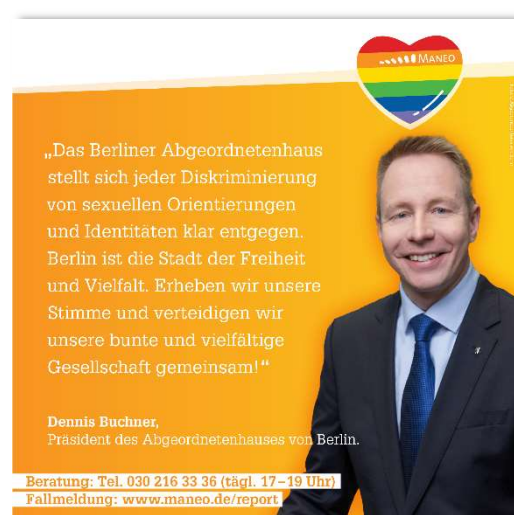 MANEO
„Das Berliner Abgeordnetenhaus
stellt sich jeder Diskriminierung
von sexuellen Orientierungen
und Identitäten klar entgegen.
Berlin ist die Stadt der Freiheit
und Vielfalt. Erheben wir unsere
Stimme und verteidigen wir
unsere bunte und vielfältige
Gesellschaft gemeinsam!“
Dennis Buchner,
Präsident des Abgeordnetenhauses von Berlin.
Beratung: Tel. 030 216 33 36 (tägl. 17–19 Uhr)
Fallmeldung: www.maneo.de/report